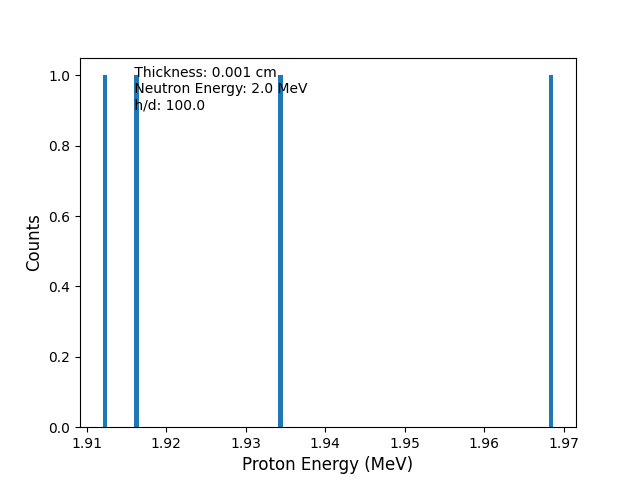 Thickness: 0.001 cm
Neutron Energy: 2.0 MeV
h/d: 100.0
1.0
0.8
0.6
0.4
0.2
0.0
Counts
1.91 1.92 1.93 1.94 1.95 1.96 1.97
Proton Energy (MeV)